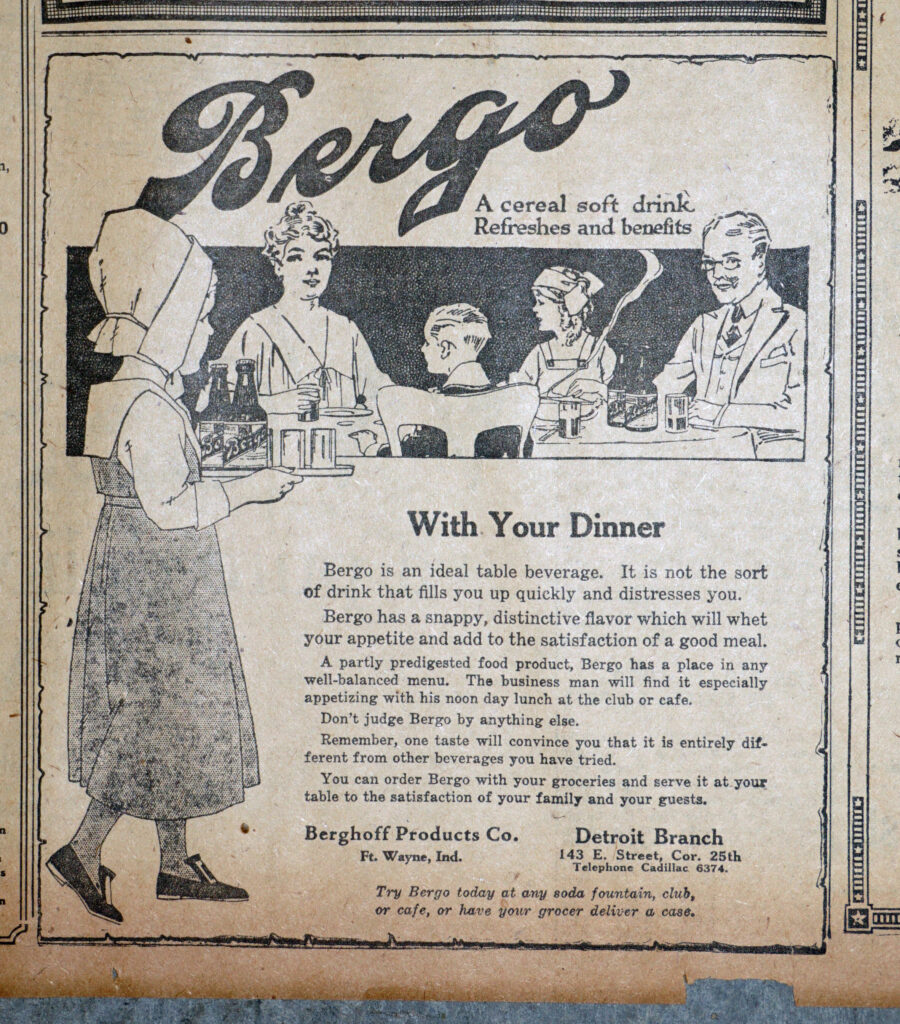 Bergo
A cereal soft drink
Refreshes and benefits
With Your Dinner
Bergo is an ideal table beverage. It is not the sort
of drink that fills you up quickly and distresses you.
Bergo has a snappy, distinctive flavor which will whet
your appetite and add to the satisfaction of a good meal.
A partly predigested food product, Bergo has a place in any
well-balanced menu. The business man will find it especially
appetizing with his noon day lunch at the club or cafe.
Don't judge Bergo by anything else.
Remember, one taste will convince you that it is entirely dif-
ferent from other beverages you have tried.
You can order Bergo with your groceries and serve it at your
table to the satisfaction of your family and your guests.
Berghoff Products Co.
Ft. Wayne, Ind.
Detroit Branch
143 E. Street, Cor. 25th
Telephone Cadillac 6374.
Try Bergo today at any soda fountain, club,
or cafe, or have your grocer deliver a case.